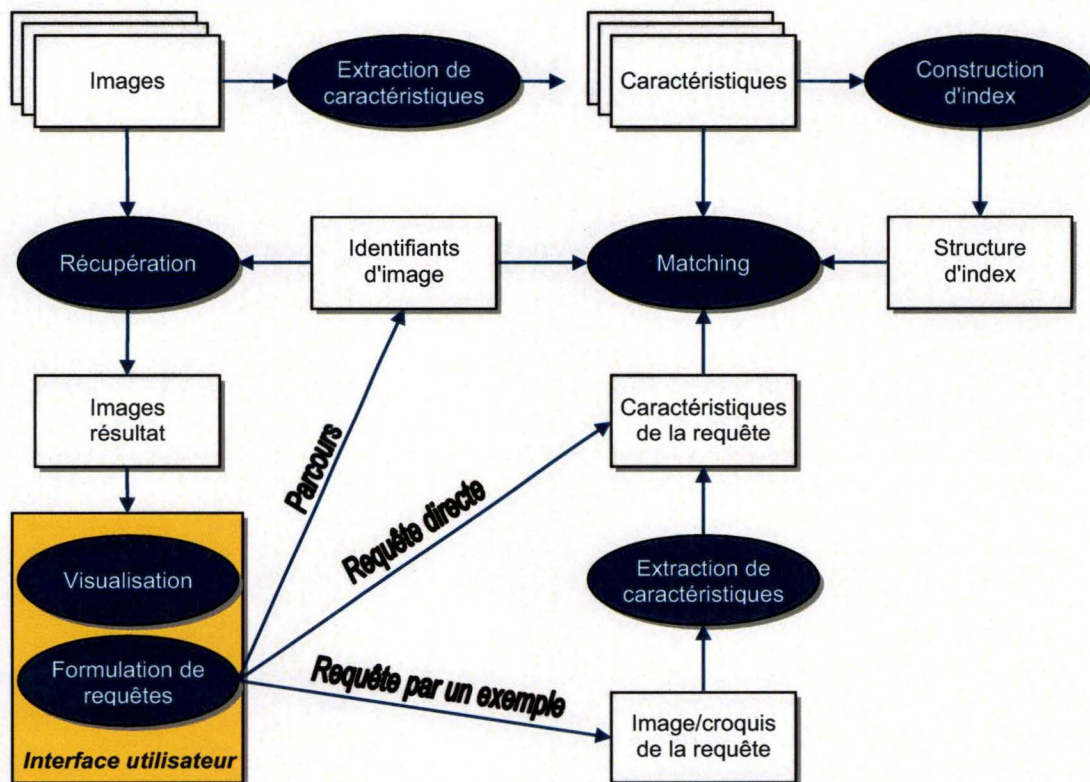 Images
Extraction de
caractéristiques
Caractéristiques
Construction
d'index
Récupération
Identifiants
d'image
Matching
Structure
d'index
Images
résultat
Parcours
Requête directe
Caractéristiques
de la requête
Visualisation
Extraction de
caractéristiques
Formulation de
requêtes
Requête par un exemple
Image/croquis
de la requête
Interface utilisateur